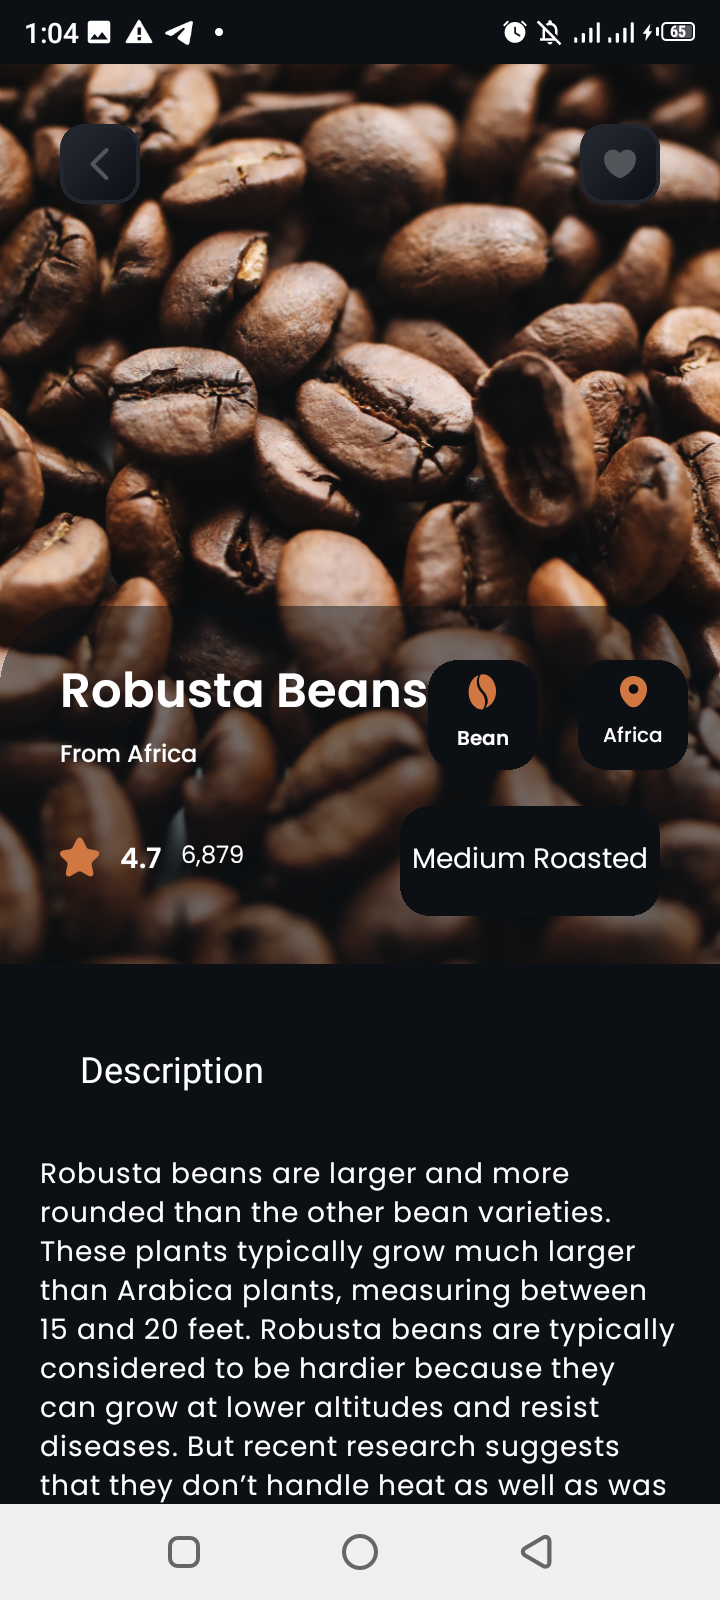 1:04
65
Robusta Beans
Bean
Africa
From Africa
4.7 6,879
Medium Roasted
Description
Robusta beans are larger and more
rounded than the other bean varieties.
These plants typically grow much larger
than Arabica plants, measuring between
15 and 20 feet. Robusta beans are typically
considered to be hardier because they
can grow at lower altitudes and resist
diseases. But recent research suggests
that they don’t handle heat as well as was